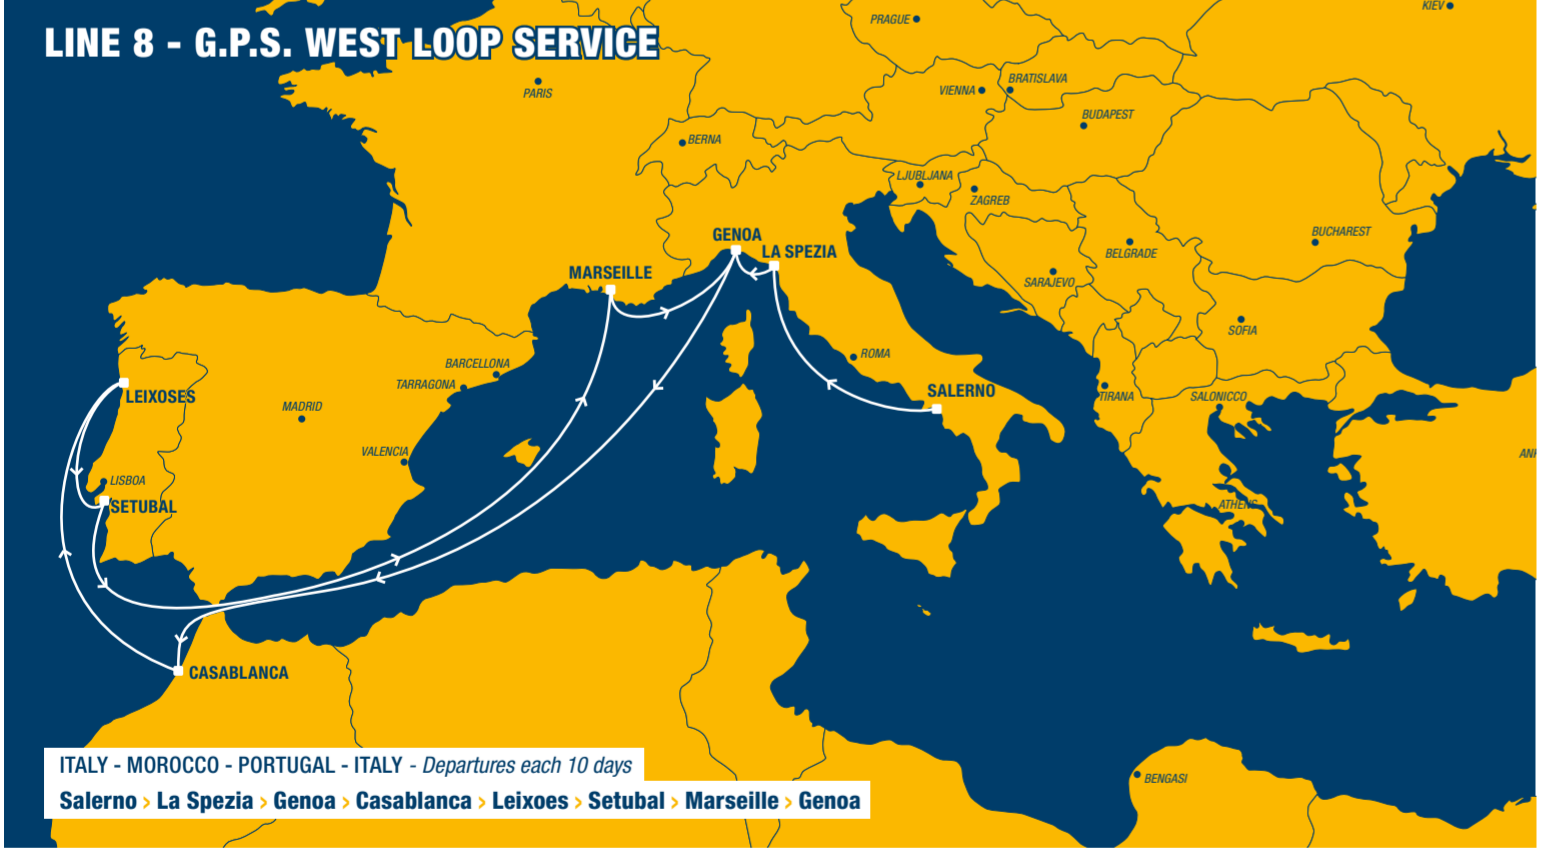 LINE 8 - G.P.S. WEST LOOP SERVICE
KIEV
PRAGUE
PARIS
VIENNA
BRATISLAVA
BUDAPEST
BERNA
LJUBLJANA
ZAGREB
BUCHAREST
BELGRADE
GENOA
LA SPEZIA
MARSEILLE
SARAJEVO
SOFIA
ROMA
BARCELLONA
TARRAGONA
SALERNO
TIRANA
SALONICCO
LEIXOSES
MADRID
VALENCIA
LISBOA
SETUBAL
ATHENS
CASABLANCA
ITALY - MOROCCO - PORTUGAL - ITALY - Departures each 10 days
Salerno > La Spezia > Genoa > Casablanca > Leixoes > Setubal > Marseille > Genoa
BENGASI